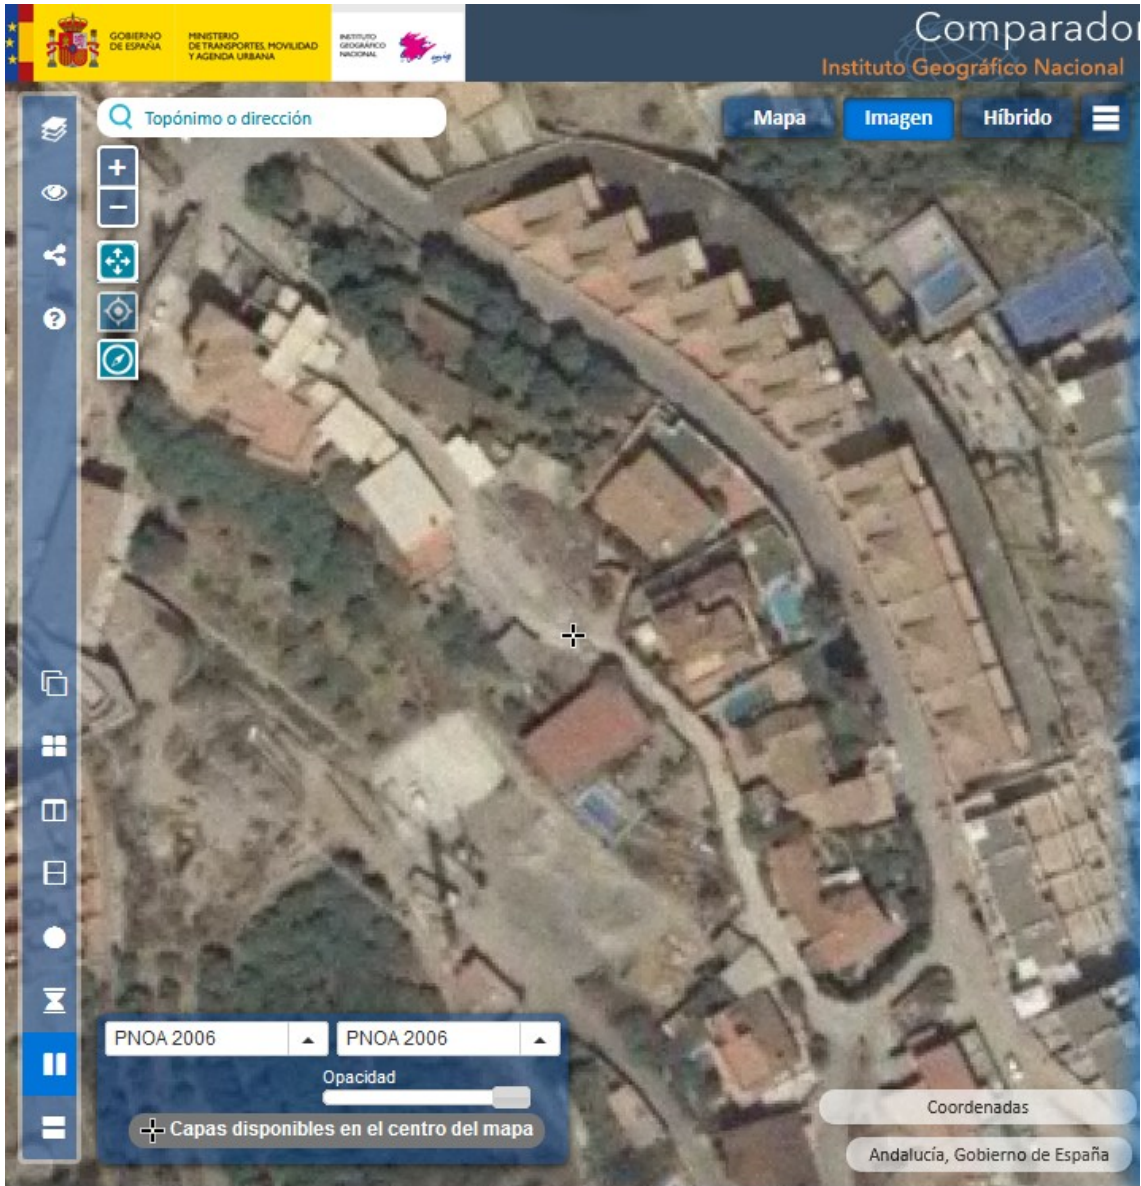 GOBIERNO
DE ESPAÑA
MINISTERIO
DE TRANSPORTES, MOVILIDAD
Y AGENDA URBANA
INSTITUTO
GEOGRÁFICO
NACIONAL
cnig
Comparador
Instituto Geográfico Nacional
Topónimo o dirección
Mapa
Imagen
Híbrido
PNOA 2006
PNOA 2006
Opacidad
Capas disponibles en el centro del mapa
Coordenadas
Andalucía, Gobierno de España